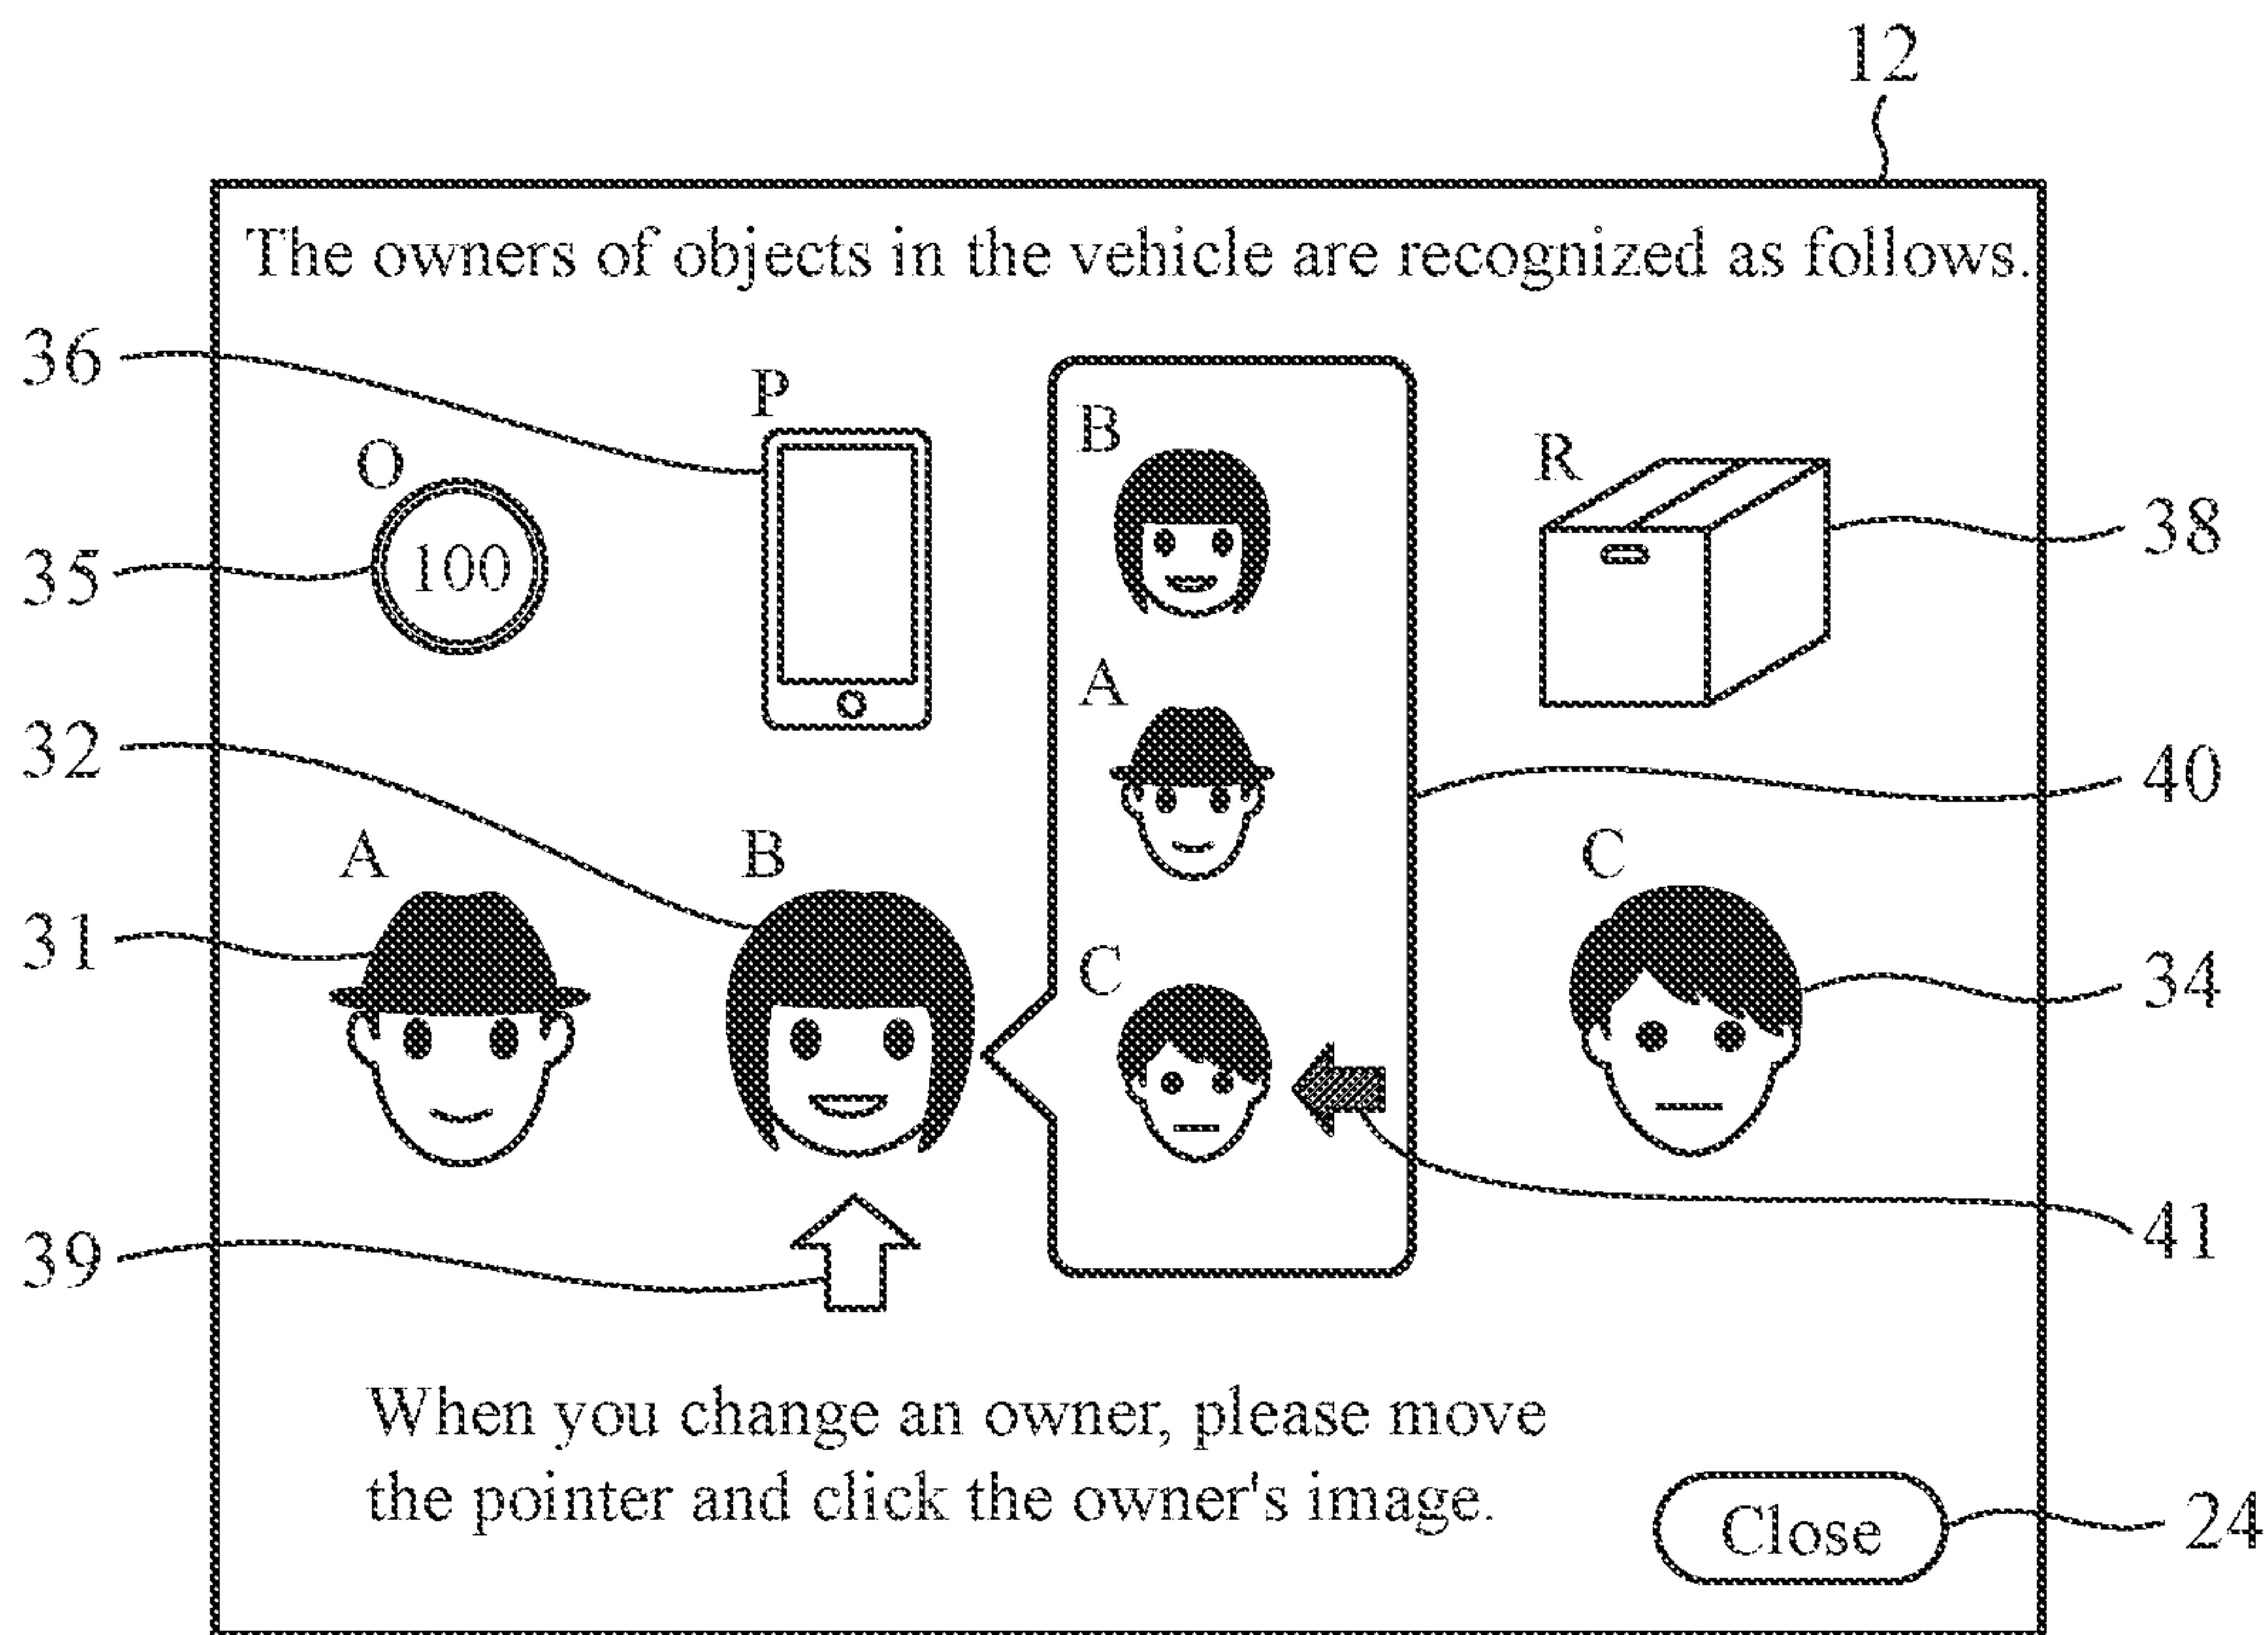 12
The owners of objects in the vehicle are recognized as follows.
36
P
B
O
R
35
100
38
32
A
40
A
B
C
31
C
34
39
41
When you change an owner, please move
the pointer and click the owner's image.
Close
24